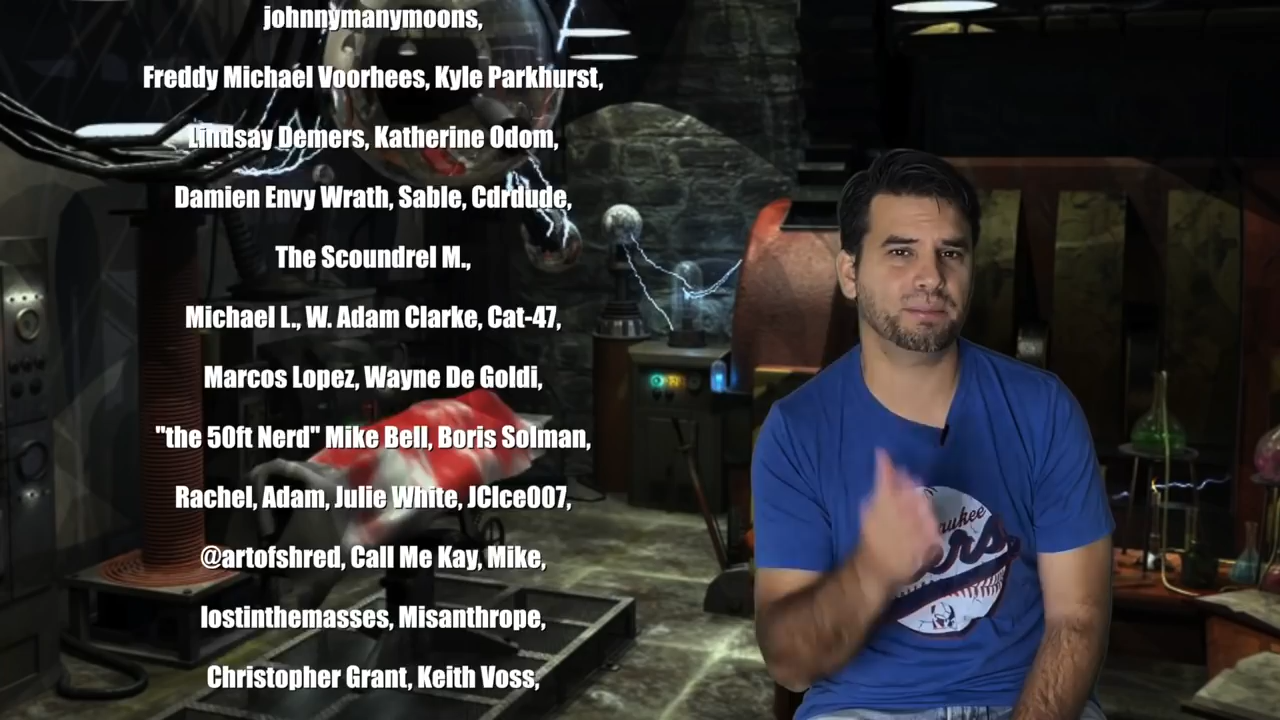 johnnymanymoons,
Freddy Michael Voorhees, Kyle Parkhurst,
Lindsay Demers, Katherine Odom,
Damien Envy Wrath, Sable, Cdrdude,
The Scoundrel M.,
Michael L., W. Adam Clarke, Cat-47,
Marcos Lopez, Wayne De Goldi,
"the 50ft Nerd" Mike Bell, Boris Solman,
Rachel, Adam, Julie White, JCIce007,
@artofshred, Call Me Kay, Mike,
lostinthemasses, Misanthrope,
Christopher Grant, Keith Voss,